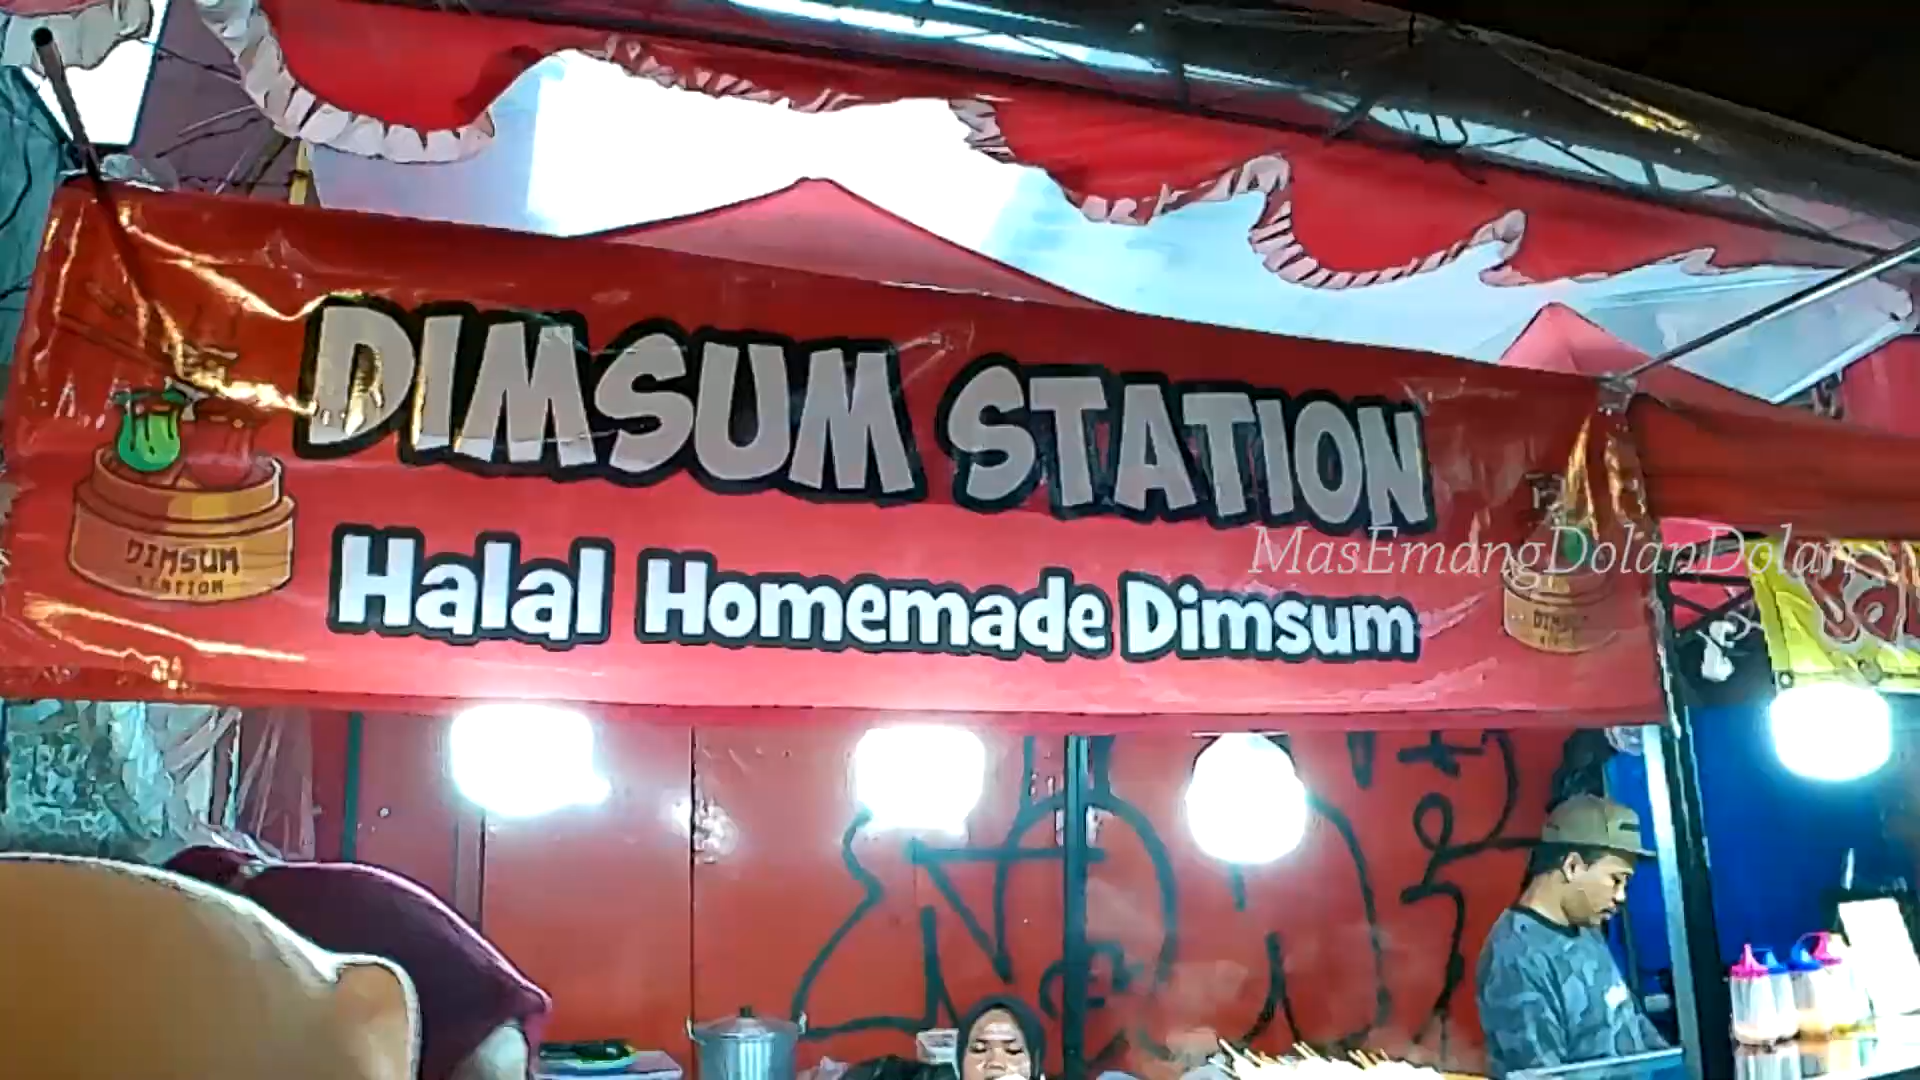 DIMSUM STATION
Halal Homemade Dimsum
DIMSUM
STATION
MasEmangDolanDolan